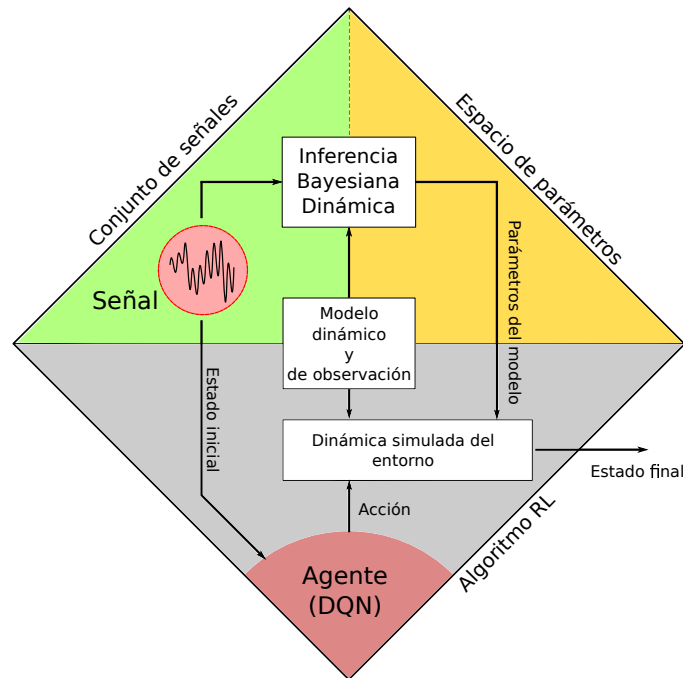 Conjunto de señales
Espacio de parámetros
Inferencia
Bayesiana
Dinámica
Señal
Modelo
dinámico
y
de observación
Parámetros del modelo
Estado inicial
Dinámica simulada del
entorno
Estado final
Acción
Algoritmo RL
Agente
(DQN)